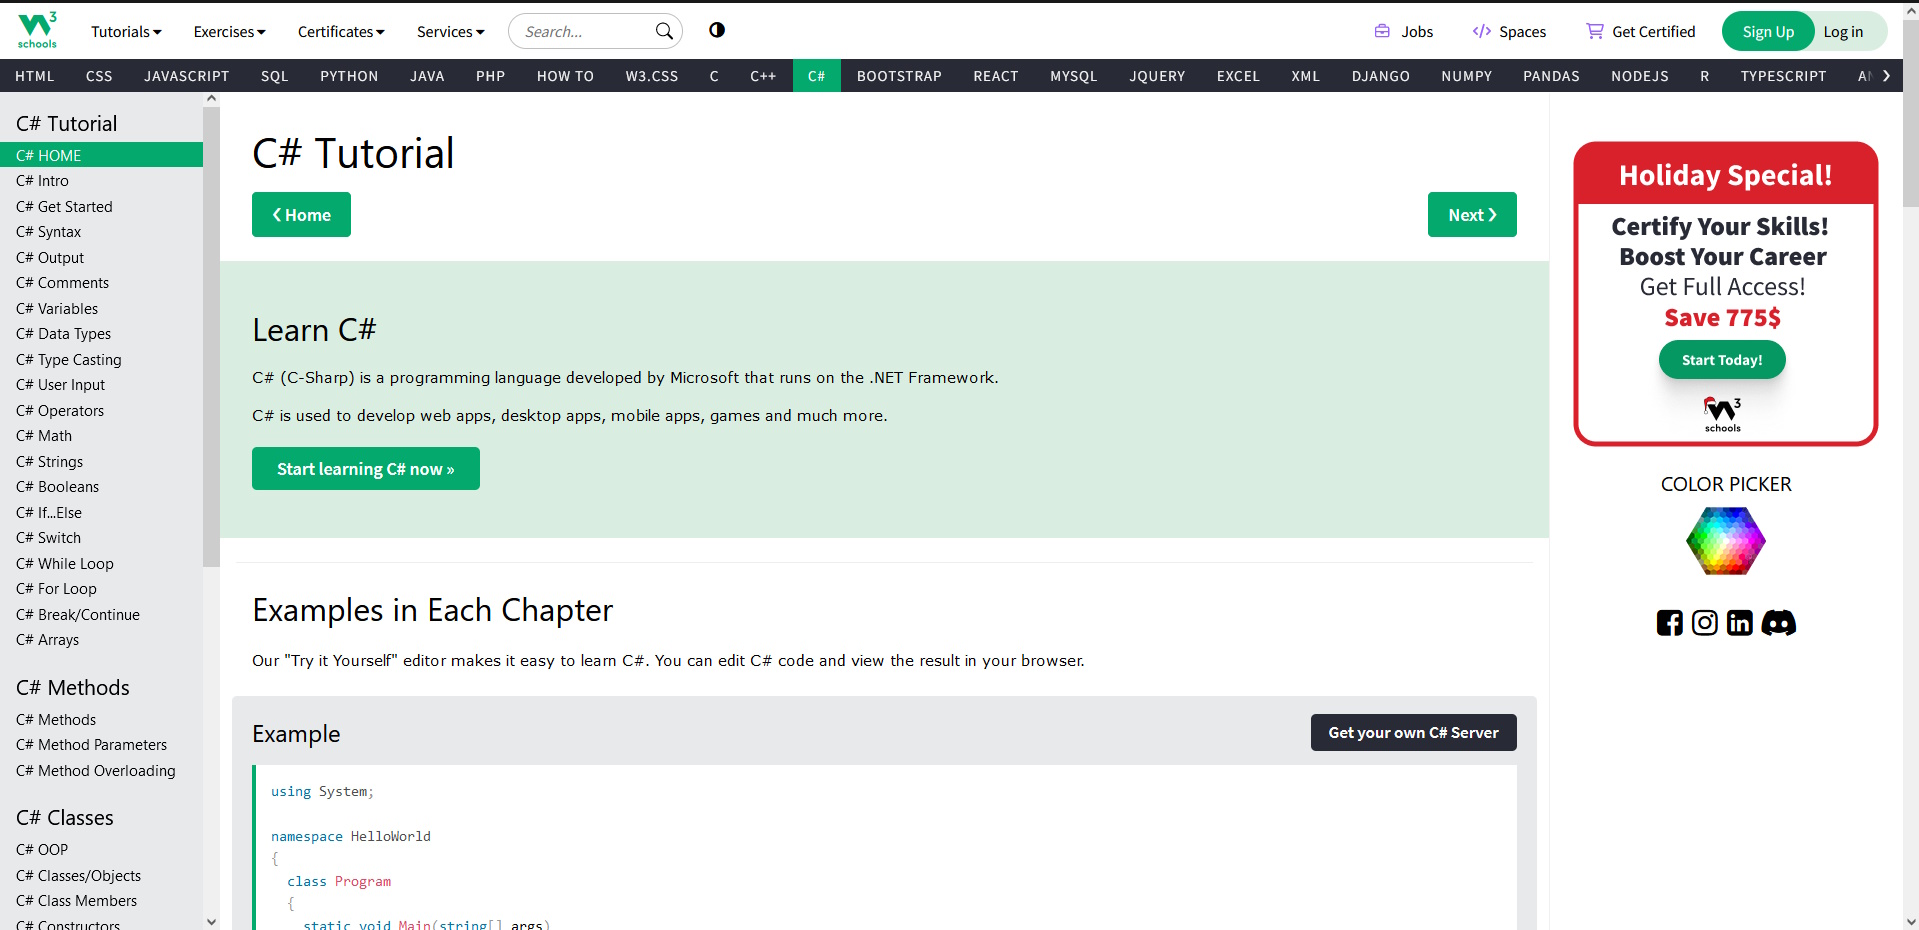 3
schools
Tutorials
Exercises
Certificates
Services
Search...
Jobs
Spaces
Get Certified
Sign Up
Log in
HTML
CSS
JAVASCRIPT
SQL
PYTHON
JAVA
PHP
HOW TO
W3.CSS
C
C++
C#
BOOTSTRAP
REACT
MYSQL
JQUERY
EXCEL
XML
DJANGO
NUMPY
PANDAS
NODEJS
R
TYPESCRIPT
C# Tutorial
C# HOME
C# Intro
C# Get Started
C# Syntax
C# Output
C# Comments
C# Variables
C# Data Types
C# Type Casting
C# User Input
C# Operators
C# Math
C# Strings
C# Booleans
C# If...Else
C# Switch
C# While Loop
C# For Loop
C# Break/Continue
C# Arrays
C# Methods
C# Methods
C# Method Parameters
C# Method Overloading
C# Classes
C# OOP
C# Classes/Objects
C# Class Members
C# Constructors
C# Tutorial
❮ Home
Next ❯
Learn C#
C# (C-Sharp) is a programming language developed by Microsoft that runs on the .NET Framework.
C# is used to develop web apps, desktop apps, mobile apps, games and much more.
Start learning C# now »
Examples in Each Chapter
Our "Try it Yourself" editor makes it easy to learn C#. You can edit C# code and view the result in your browser.
Example
Get your own C# Server
using System;
namespace HelloWorld
{
class Program
{
static void Main(string[] args)
Holiday Special!
Certify Your Skills!
Boost Your Career
Get Full Access!
Save 775$
Start Today!
3
schools
COLOR PICKER